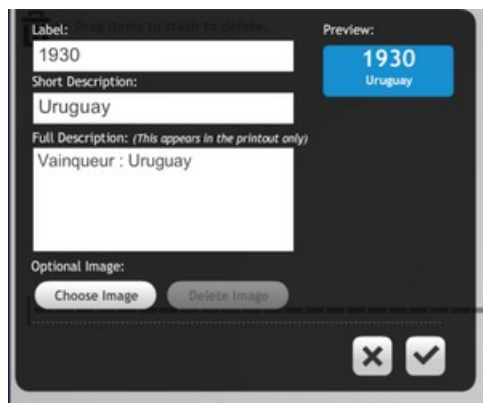 Drag items to trash to delete.
Label:
1930
Short Description:
Uruguay
Full Description: (This appears in the printout only)
Vainqueur : Uruguay
Optional Image:
Choose Image
Delete Image
Preview:
1930
Uruguay